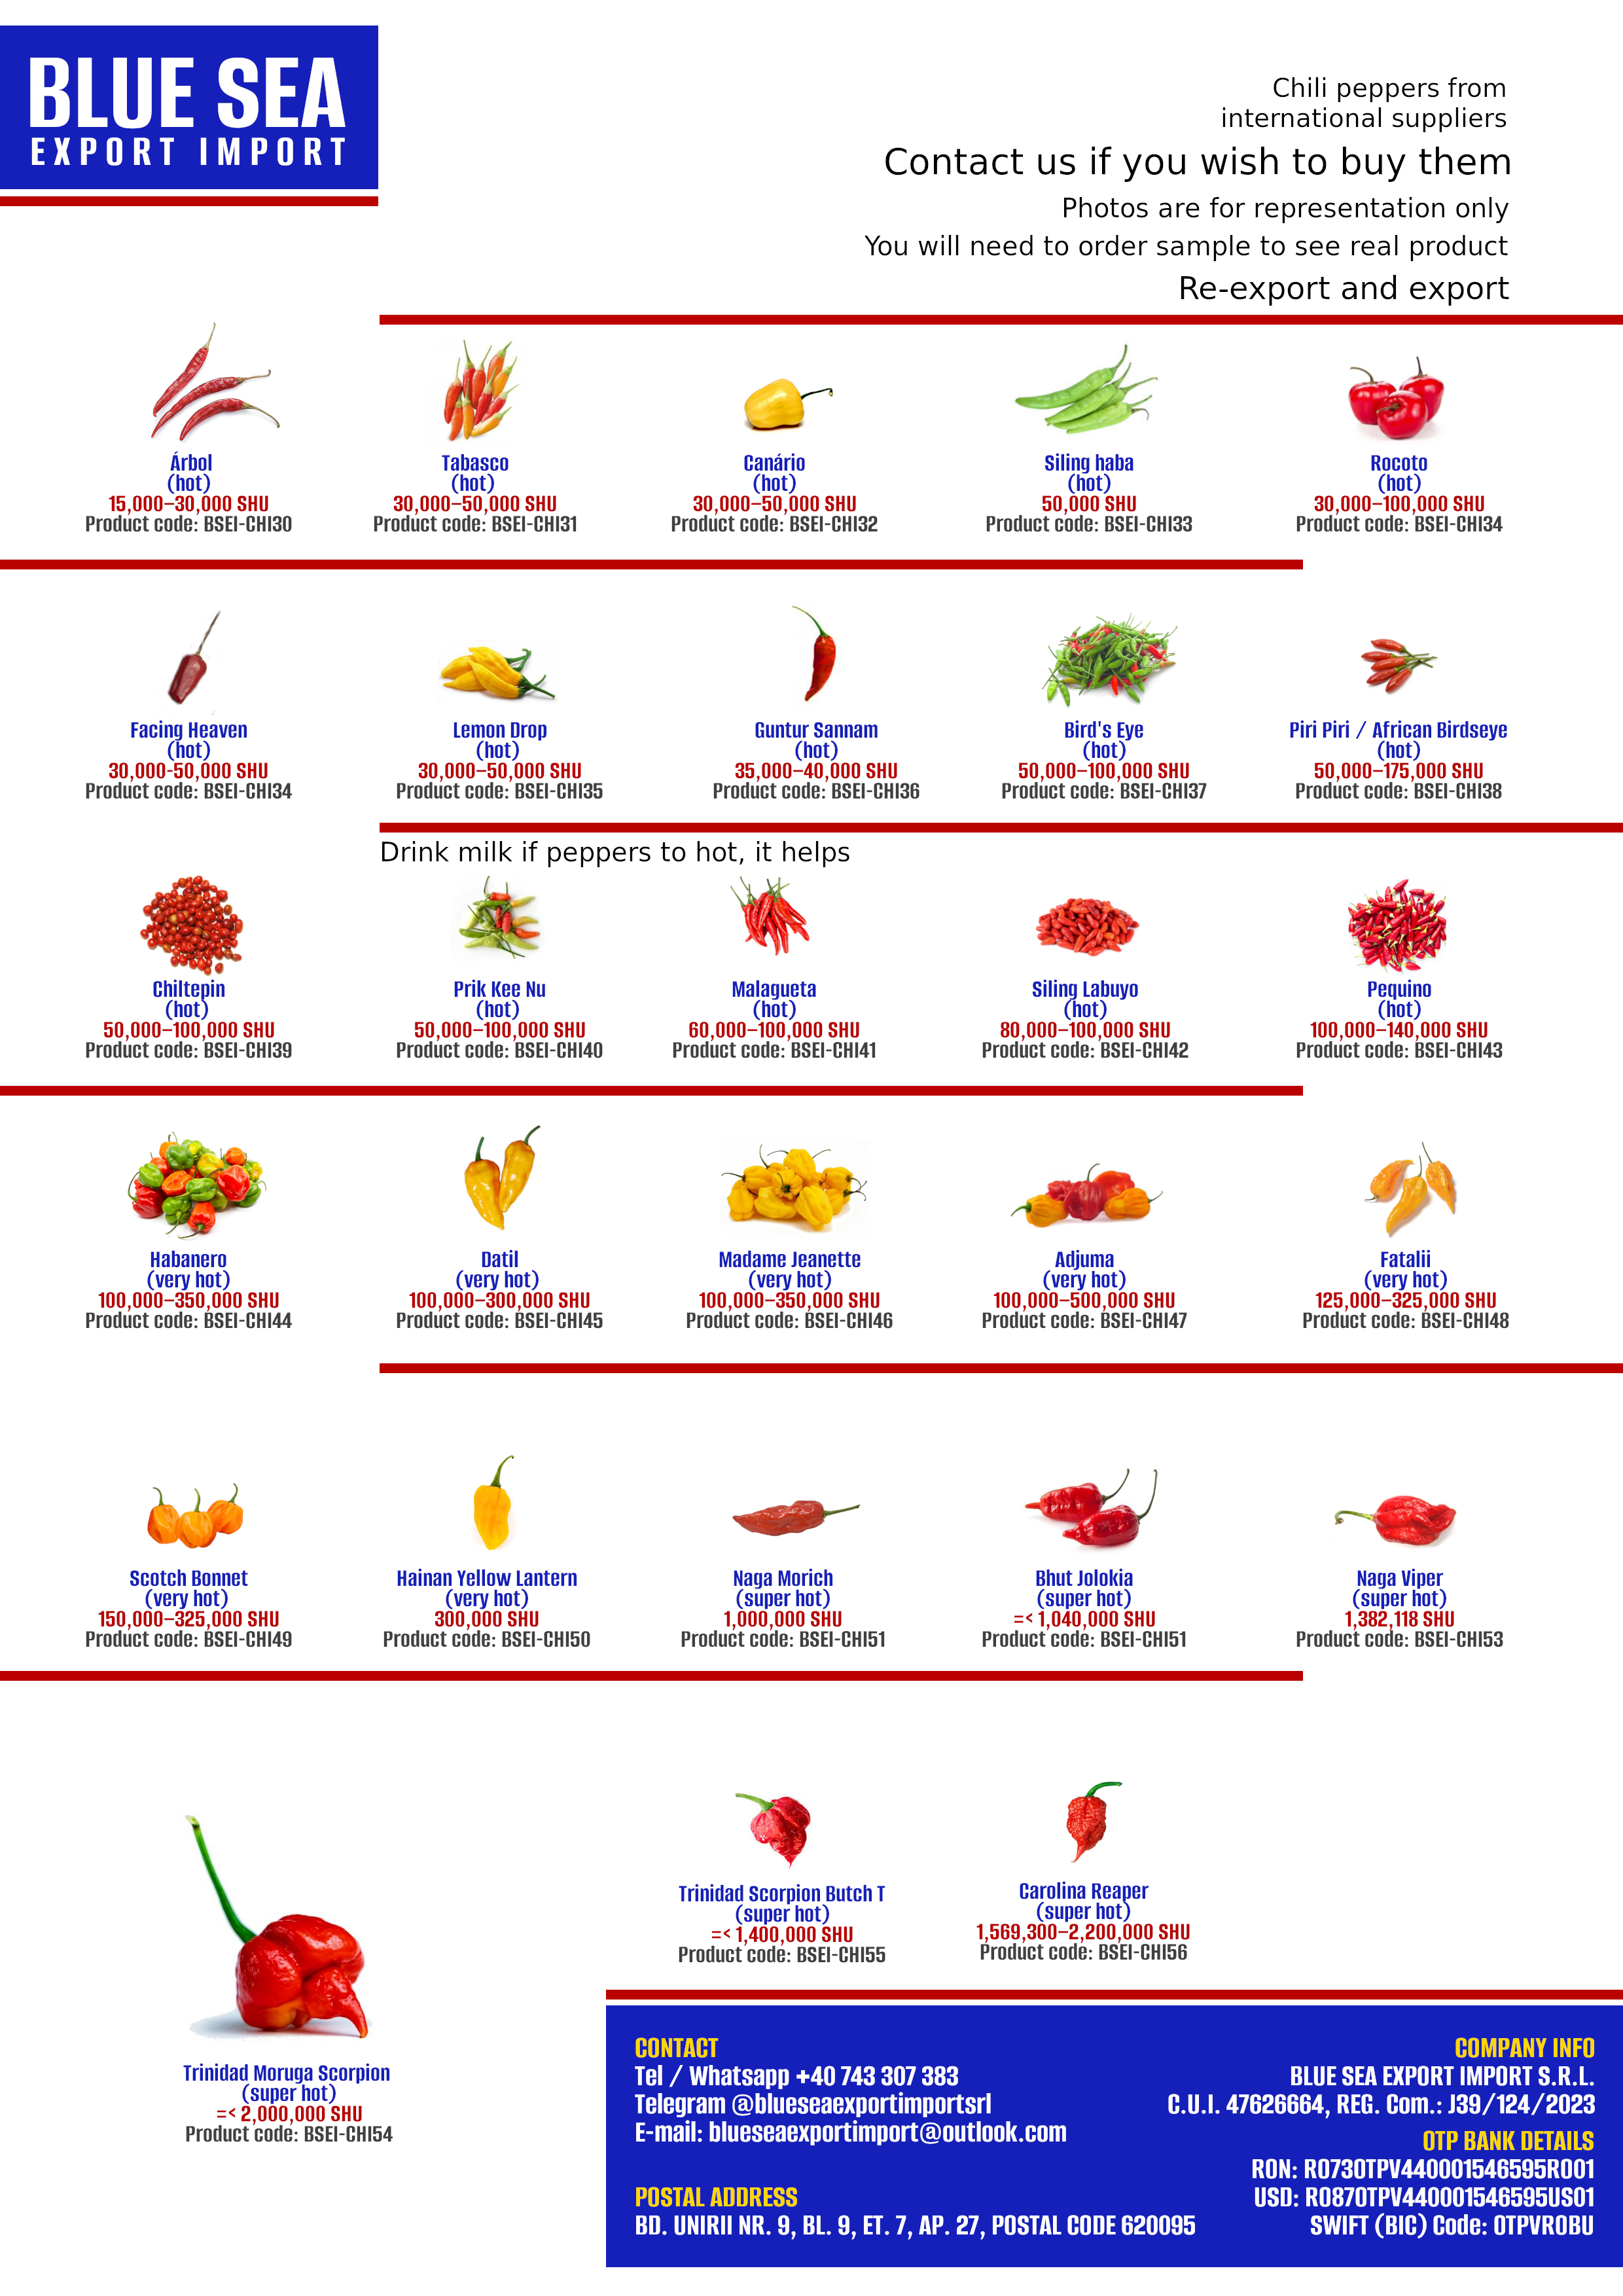 BLUE SEA
EXPORT IMPORT
Chili peppers from
international suppliers
Contact us if you wish to buy them
Photos are for representation only
You will need to order sample to see real product
Re-export and export
Árbol
(hot)
15,000–30,000 SHU
Product code: BSEI-CHI30
Tabasco
(hot)
30,000–50,000 SHU
Product code: BSEI-CHI31
Canário
(hot)
30,000–50,000 SHU
Product code: BSEI-CHI32
Siling haba
(hot)
50,000 SHU
Product code: BSEI-CHI33
Rocoto
(hot)
30,000–100,000 SHU
Product code: BSEI-CHI34
Facing Heaven
(hot)
30,000-50,000 SHU
Product code: BSEI-CHI34
Lemon Drop
(hot)
30,000–50,000 SHU
Product code: BSEI-CHI35
Guntur Sannam
(hot)
35,000–40,000 SHU
Product code: BSEI-CHI36
Bird's Eye
(hot)
50,000–100,000 SHU
Product code: BSEI-CHI37
Piri Piri / African Birdseye
(hot)
50,000–175,000 SHU
Product code: BSEI-CHI38
Drink milk if peppers to hot, it helps
Chiltepin
(hot)
50,000–100,000 SHU
Product code: BSEI-CHI39
Prik Kee Nu
(hot)
50,000–100,000 SHU
Product code: BSEI-CHI40
Malagueta
(hot)
60,000–100,000 SHU
Product code: BSEI-CHI41
Siling Labuyo
(hot)
80,000–100,000 SHU
Product code: BSEI-CHI42
Pequino
(hot)
100,000–140,000 SHU
Product code: BSEI-CHI43
Habanero
(very hot)
100,000–350,000 SHU
Product code: BSEI-CHI44
Datil
(very hot)
100,000–300,000 SHU
Product code: BSEI-CHI45
Madame Jeanette
(very hot)
100,000–350,000 SHU
Product code: BSEI-CHI46
Adjuma
(very hot)
100,000–500,000 SHU
Product code: BSEI-CHI47
Fatalii
(very hot)
125,000–325,000 SHU
Product code: BSEI-CHI48
Scotch Bonnet
(very hot)
150,000–325,000 SHU
Product code: BSEI-CHI49
Hainan Yellow Lantern
(very hot)
300,000 SHU
Product code: BSEI-CHI50
Naga Morich
(super hot)
1,000,000 SHU
Product code: BSEI-CHI51
Bhut Jolokia
(super hot)
=< 1,040,000 SHU
Product code: BSEI-CHI51
Naga Viper
(super hot)
1,382,118 SHU
Product code: BSEI-CHI53
Trinidad Moruga Scorpion
(super hot)
=< 2,000,000 SHU
Product code: BSEI-CHI54
Trinidad Scorpion Butch T
(super hot)
=< 1,400,000 SHU
Product code: BSEI-CHI55
Carolina Reaper
(super hot)
1,569,300–2,200,000 SHU
Product code: BSEI-CHI56
CONTACT
Tel / Whatsapp +40 743 307 383
Telegram @blueseaexportimportsrl
E-mail: blueseaexportimport@outlook.com
POSTAL ADDRESS
BD. UNIRII NR. 9, BL. 9, ET. 7, AP. 27, POSTAL CODE 620095
COMPANY INFO
BLUE SEA EXPORT IMPORT S.R.L.
C.U.I. 47626664, REG. Com.: J39/124/2023
OTP BANK DETAILS
RON: RO73OTPV440001546595RO01
USD: RO87OTPV440001546595US01
SWIFT (BIC) Code: OTPVROBU